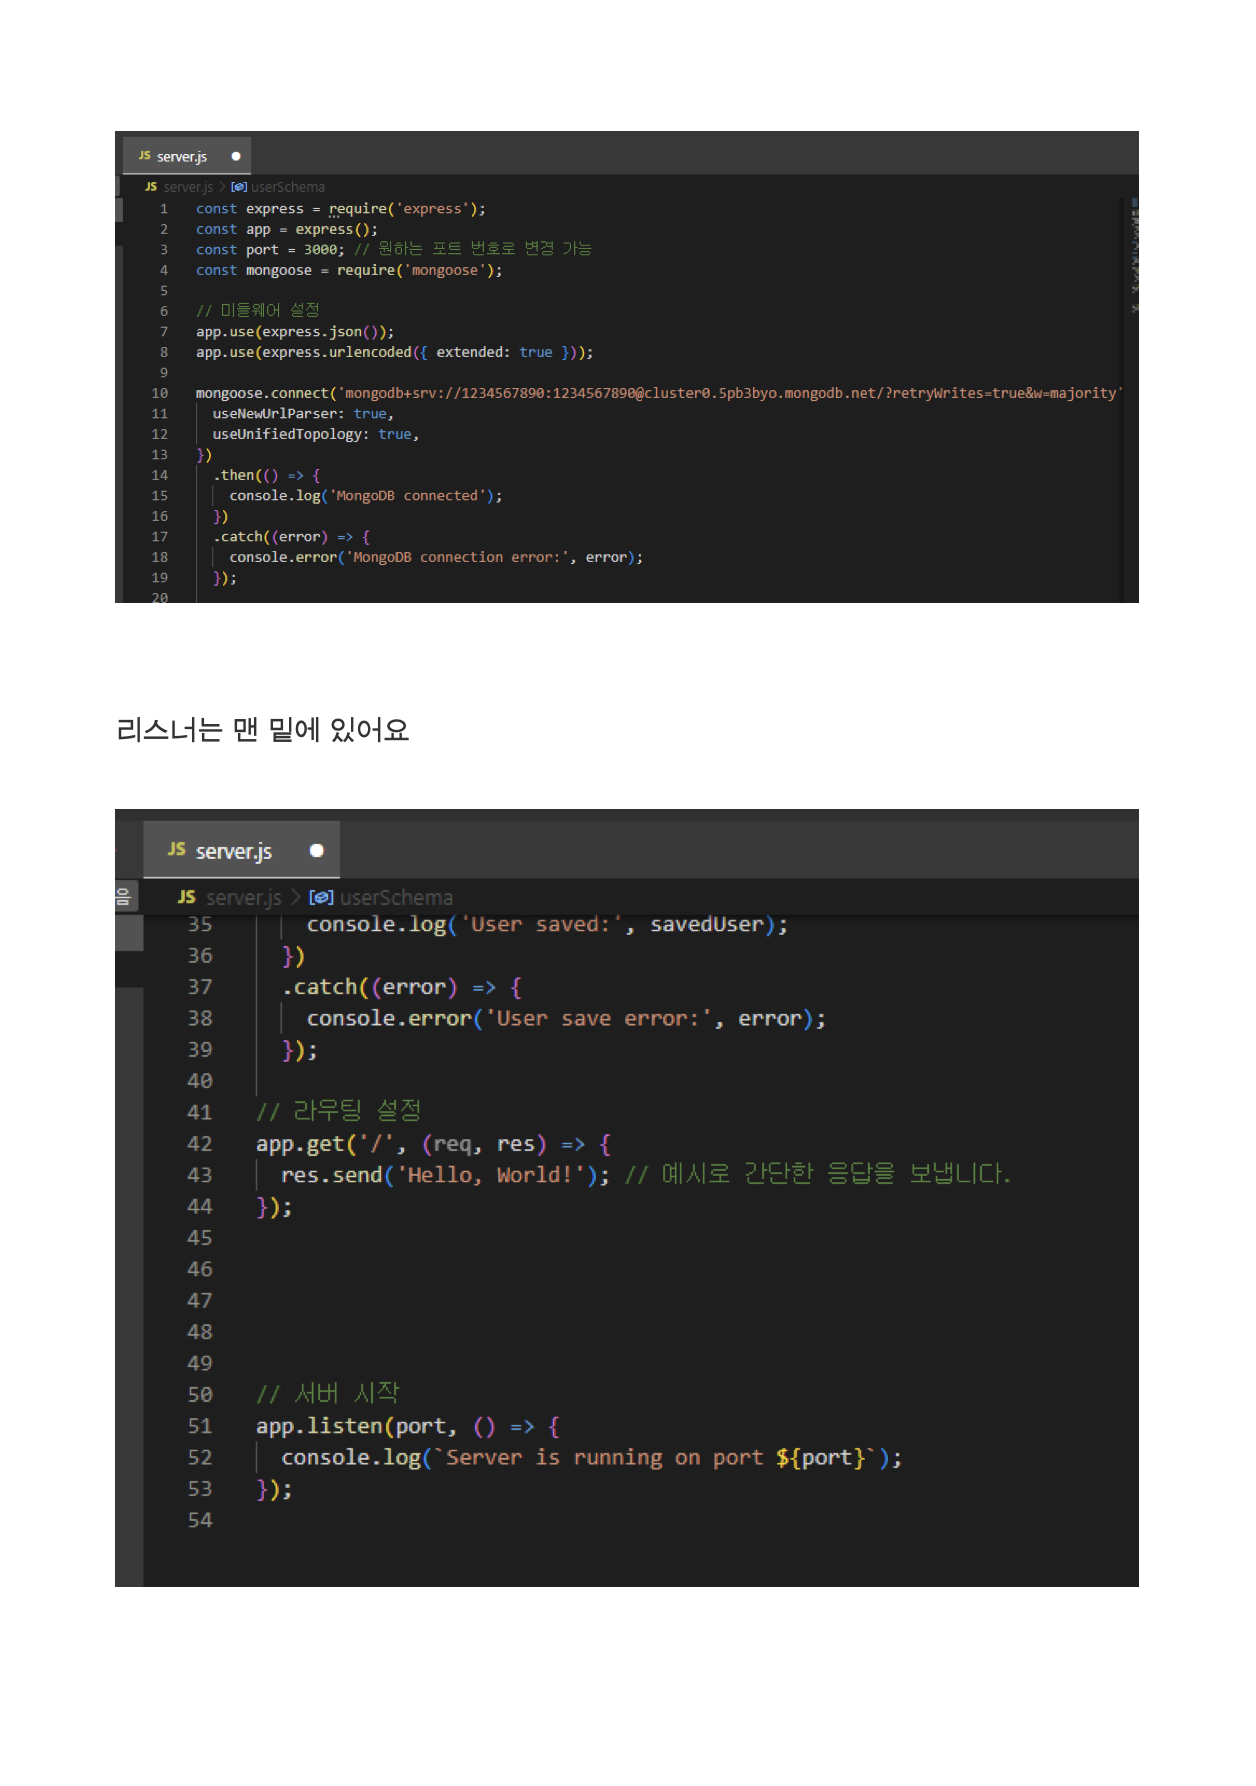 JS server.js ●
JS server.js > userSchema
1 const express = require('express');
2 const app = express();
3 const port = 3000; // 원하는 포트 번호로 변경 가능
4 const mongoose = require('mongoose');
5
6 // 미들웨어 설정
7 app.use(express.json());
8 app.use(express.urlencoded({ extended: true }));
9
10 mongoose.connect('mongodb+srv://1234567890:1234567890@cluster0.5pb3byo.mongodb.net/?retryWrites=true&w=majority'
11 useNewUrlParser: true,
12 useUnifiedTopology: true,
13 })
14 .then(() => {
15 console.log('MongoDB connected');
16 })
17 .catch((error) => {
18 console.error('MongoDB connection error:', error);
19 });
20
리스너는 맨 밑에 있어요
JS server.js ●
음 JS server.js > userSchema
35 console.log('User saved:', savedUser);
36 })
37 .catch((error) => {
38 console.error('User save error:', error);
39 });
40
41 // 라우팅 설정
42 app.get('/', (req, res) => {
43 res.send('Hello, World!'); // 예시로 간단한 응답을 보냅니다.
44 });
45
46
47
48
49
50 // 서버 시작
51 app.listen(port, () => {
52 console.log(`Server is running on port ${port}`);
53 });
54